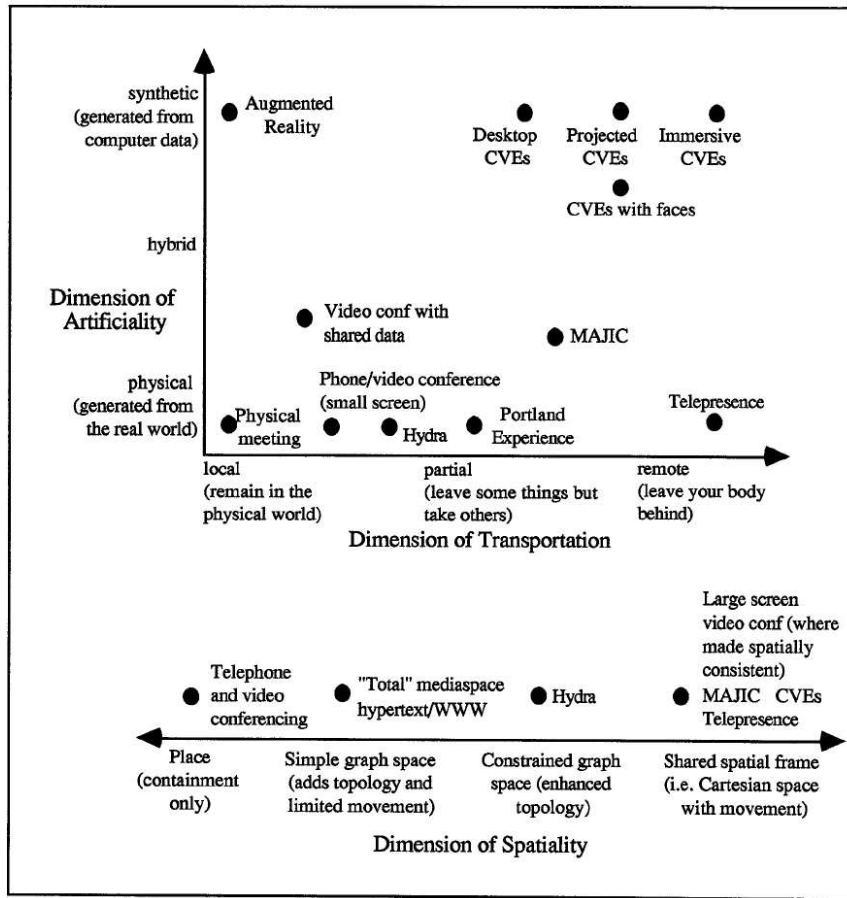 synthetic
(generated from
computer data)
Augmented
Reality
Desktop
CVEs
Projected
CVEs
Immersive
CVEs
CVEs with faces
hybrid
Dimension of
Artificiality
Video conf with
shared data
MAJIC
physical
(generated from
the real world)
Physical
meeting
Phone/video conference
(small screen)
Hydra
Portland
Experience
Telepresence
local
(remain in the
physical world)
partial
(leave some things but
take others)
remote
(leave your body
behind)
Dimension of Transportation
Large screen
video conf (where
made spatially
consistent)
MAJIC CVEs
Telepresence
Telephone
and video
conferencing
"Total" mediaspace
hypertext/WWW
Hydra
Place
(containment
only)
Simple graph space
(adds topology and
limited movement)
Constrained graph
space (enhanced
topology)
Shared spatial frame
(i.e. Cartesian space
with movement)
Dimension of Spatiality